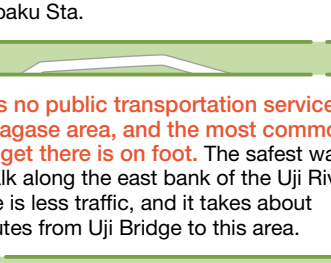 paku Sta.
s no public transportation service
agase area, and the most commo
get there is on foot. The safest wa
lk along the east bank of the Uji Riv
e is less traffic, and it takes about
utes from Uji Bridge to this area.